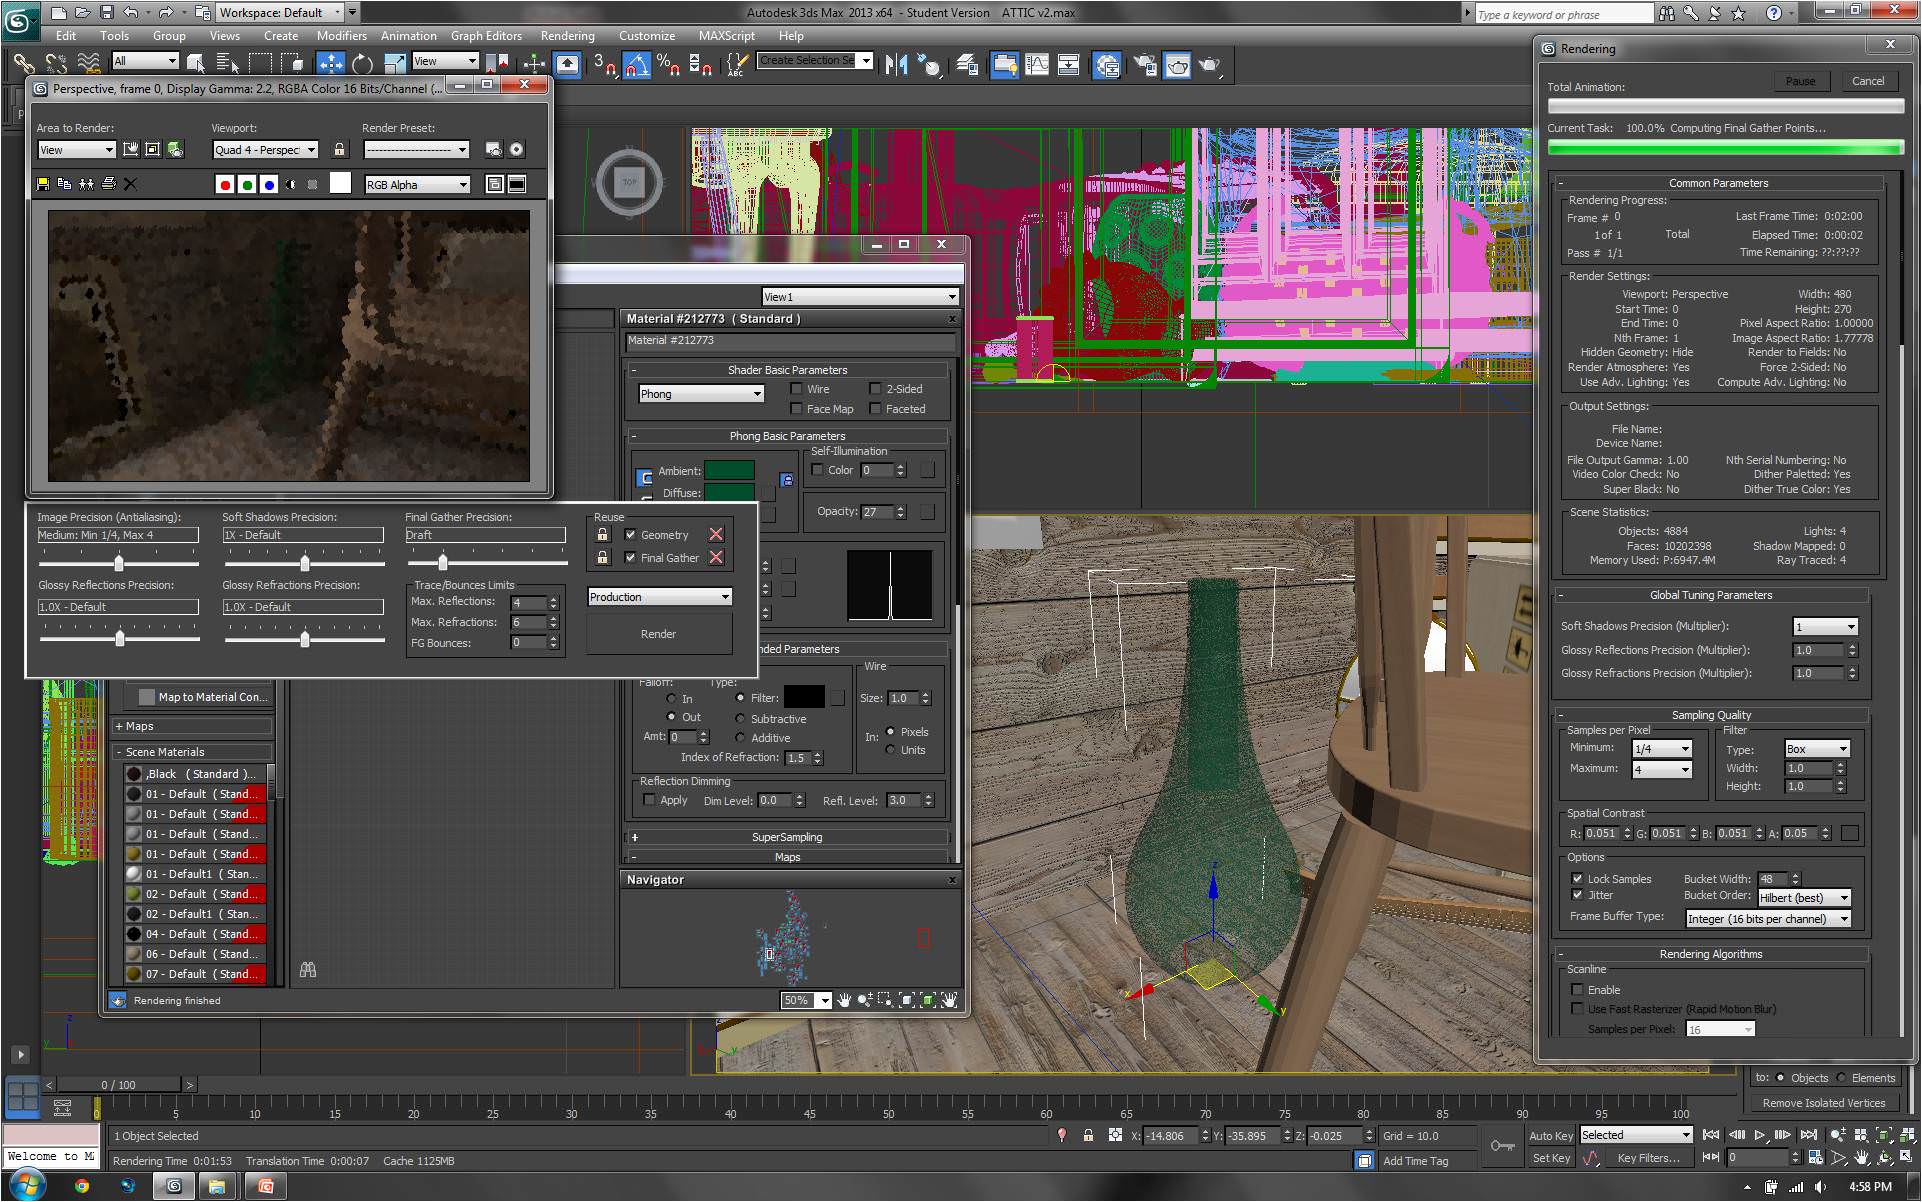 Workspace: Default
Autodesk 3ds Max 2013 x64 - Student Version ATTIC v2.max
Type a keyword or phrase
Edit Tools Group Views Create Modifiers Animation Graph Editors Rendering Customize MAXScript Help
All
View
3
ABC
Create Selection Se
Perspective, frame 0, Display Gamma: 2.2, RGBA Color 16 Bits/Channel (...
Area to Render:
Viewport:
Render Preset:
View
Quad 4 - Perspec
RGB Alpha
TOP
View1
Material #212773 ( Standard )
Material #212773
Shader Basic Parameters
Phong
Wire
2-Sided
Face Map
Faceted
Phong Basic Parameters
Ambient:
Diffuse:
Self-Illumination
Color 0
Opacity: 27
Image Precision (Antialiasing):
Medium: Min 1/4, Max 4
Soft Shadows Precision:
1X - Default
Final Gather Precision:
Draft
Glossy Reflections Precision:
1.0X - Default
Glossy Refractions Precision:
1.0X - Default
Trace/Bounces Limits
Max. Reflections: 4
Max. Refractions: 6
FG Bounces: 0
Reuse
Geometry
Final Gather
Production
Render
nded Parameters
Falloff:
In
Out
Amt: 0
Type:
Filter:
Subtractive
Additive
Index of Refraction: 1.5
Wire
Size: 1.0
In:
Pixels
Units
Reflection Dimming
Apply
Dim Level: 0.0
Refl. Level: 3.0
+ SuperSampling
- Maps
Navigator
Map to Material Con...
+ Maps
- Scene Materials
,Black ( Standard )...
01 - Default ( Stand...
01 - Default ( Stand...
01 - Default ( Stand...
01 - Default ( Stand...
01 - Default1 ( Stan...
02 - Default ( Stand...
02 - Default1 ( Stan...
04 - Default ( Stand...
06 - Default ( Stand...
07 - Default ( Stand...
Rendering finished
50%
z
x
y
Rendering
Total Animation:
Pause
Cancel
Current Task: 100.0% Computing Final Gather Points...
- Common Parameters
Rendering Progress:
Frame # 0
Last Frame Time: 0:02:00
1 of 1
Total
Elapsed Time: 0:00:02
Pass # 1/1
Time Remaining: ??:??:??
Render Settings:
Viewport: Perspective
Width: 480
Start Time: 0
Height: 270
End Time: 0
Pixel Aspect Ratio: 1.00000
Nth Frame: 1
Image Aspect Ratio: 1.77778
Hidden Geometry: Hide
Render to Fields: No
Render Atmosphere: Yes
Force 2-Sided: No
Use Adv. Lighting: Yes
Compute Adv. Lighting: No
Output Settings:
File Name:
Device Name:
File Output Gamma: 1.00
Nth Serial Numbering: No
Video Color Check: No
Dither Paletted: Yes
Super Black: No
Dither True Color: Yes
Scene Statistics:
Objects: 4884
Lights: 4
Faces: 10202398
Shadow Mapped: 0
Memory Used: P:6947.4M
Ray Traced: 4
- Global Tuning Parameters
Soft Shadows Precision (Multiplier): 1
Glossy Reflections Precision (Multiplier): 1.0
Glossy Refractions Precision (Multiplier): 1.0
- Sampling Quality
Samples per Pixel
Minimum: 1/4
Maximum: 4
Filter
Type: Box
Width: 1.0
Height: 1.0
Spatial Contrast
R: 0.051 G: 0.051 B: 0.051 A: 0.05
Options
Lock Samples
Jitter
Bucket Width: 48
Bucket Order: Hilbert (best)
Frame Buffer Type: Integer (16 bits per channel)
- Rendering Algorithms
Scanline
Enable
Use Fast Rasterizer (Rapid Motion Blur)
Samples per Pixel: 16
to: Objects Elements
Remove Isolated Vertices
0 / 100
0 5 10 15 20 25 30 35 40 45 50 55 60 65 70 75 80 85 90 95 100
1 Object Selected
X: -14.806 Y: -35.895 Z: -0.025
Grid = 10.0
Auto Key
Selected
Welcome to MA
Rendering Time 0:01:53 Translation Time 0:00:07 Cache 1125MB
Add Time Tag
Set Key
Key Filters...
0
4:58 PM